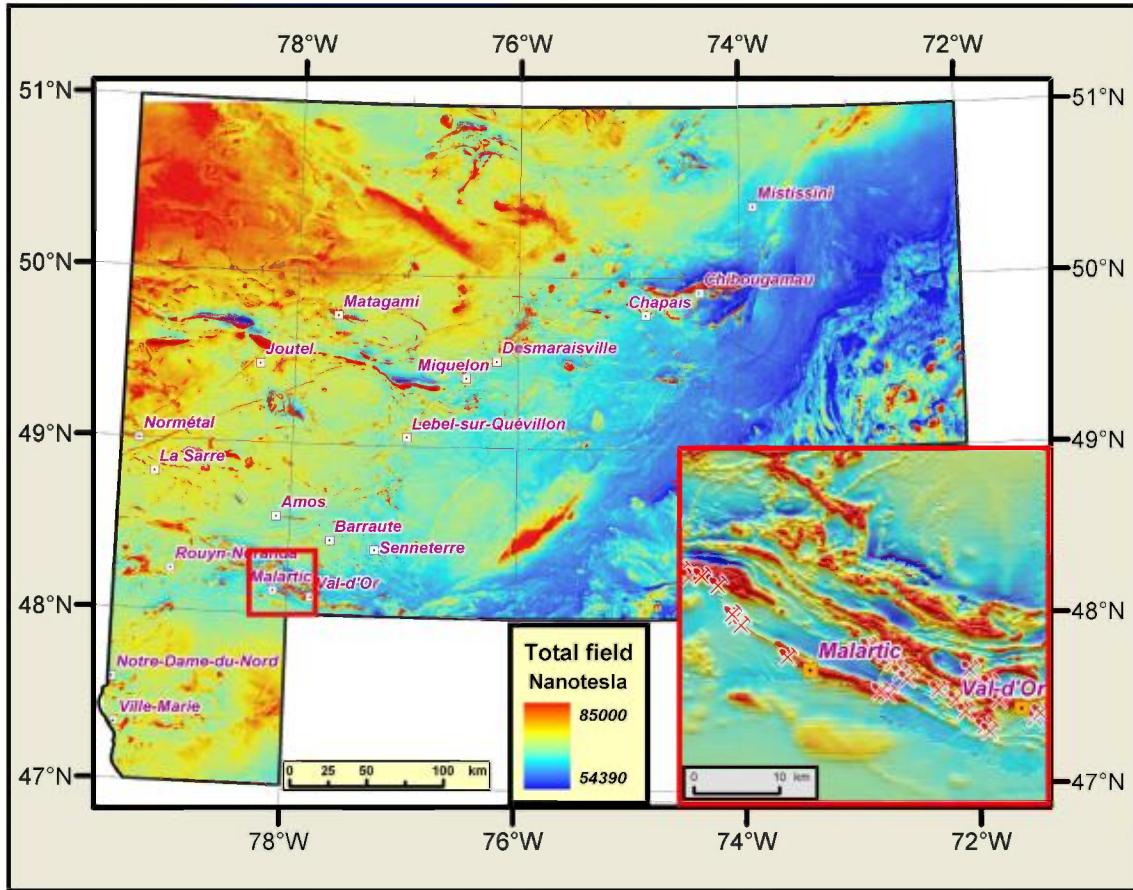 78°W
76°W
74°W
72°W
51°N
51°N
Mistissini
50°N
50°N
Chibougamau
Matagami
Chapais
Joutel
Desmaraisville
Miquelon
Normétal
Lebel-sur-Quévillon
49°N
49°N
La Sarre
Amos
Barraute
Senneterre
Rouyn-Noranda
Malartic
Val-d'Or
48°N
48°N
Notre-Dame-du-Nord
Ville-Marie
Total field
Nanotesla
85000
54390
Malartic
Val-d'Or
0 25 50 100 km
0 10 km
47°N
47°N
78°W
76°W
74°W
72°W